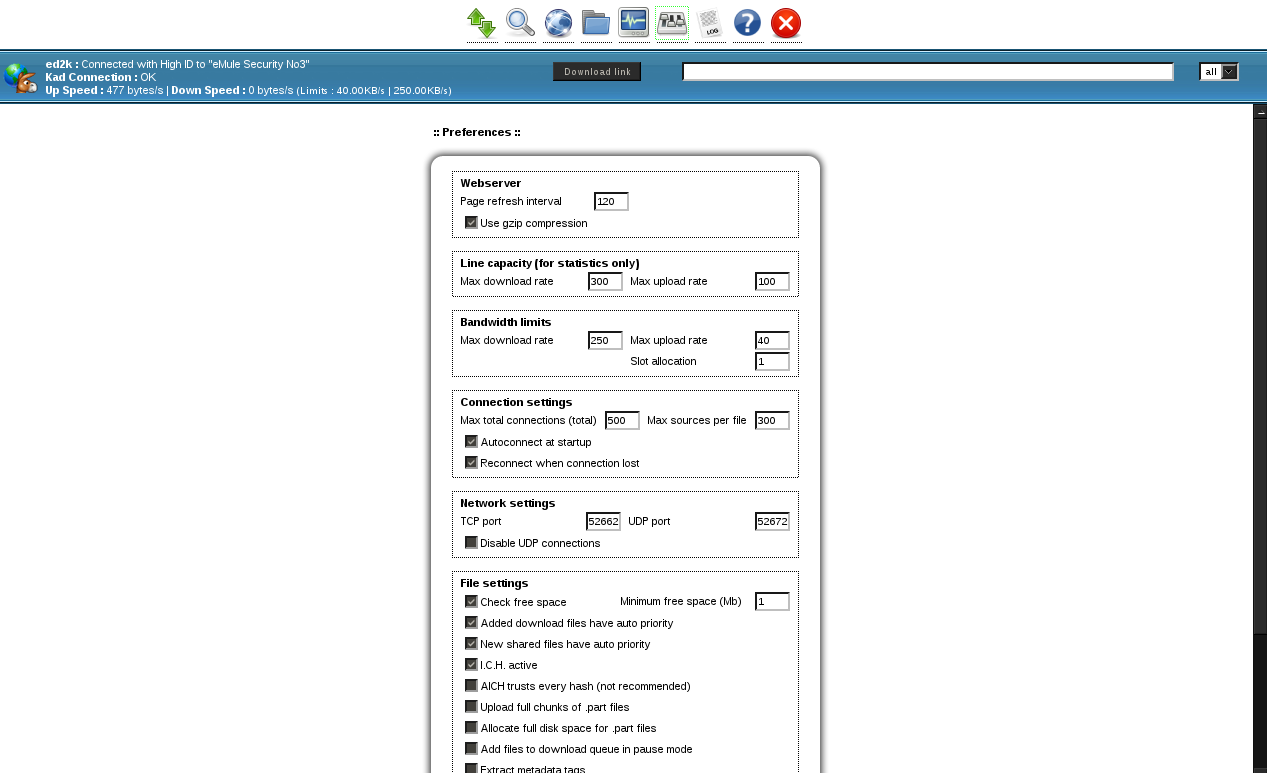 LOG
ed2k : Connected with High ID to "eMule Security No3"
Kad Connection : OK
Up Speed : 477 bytes/s | Down Speed : 0 bytes/s (Limits : 40.00KB/s | 250.00KB/s)
Download link
all
:: Preferences ::
Webserver
Page refresh interval 120
Use gzip compression
Line capacity (for statistics only)
Max download rate 300 Max upload rate 100
Bandwidth limits
Max download rate 250 Max upload rate 40
Slot allocation 1
Connection settings
Max total connections (total) 500 Max sources per file 300
Autoconnect at startup
Reconnect when connection lost
Network settings
TCP port 52662 UDP port 52672
Disable UDP connections
File settings
Check free space Minimum free space (Mb) 1
Added download files have auto priority
New shared files have auto priority
I.C.H. active
AICH trusts every hash (not recommended)
Upload full chunks of .part files
Allocate full disk space for .part files
Add files to download queue in pause mode
Extract metadata tags